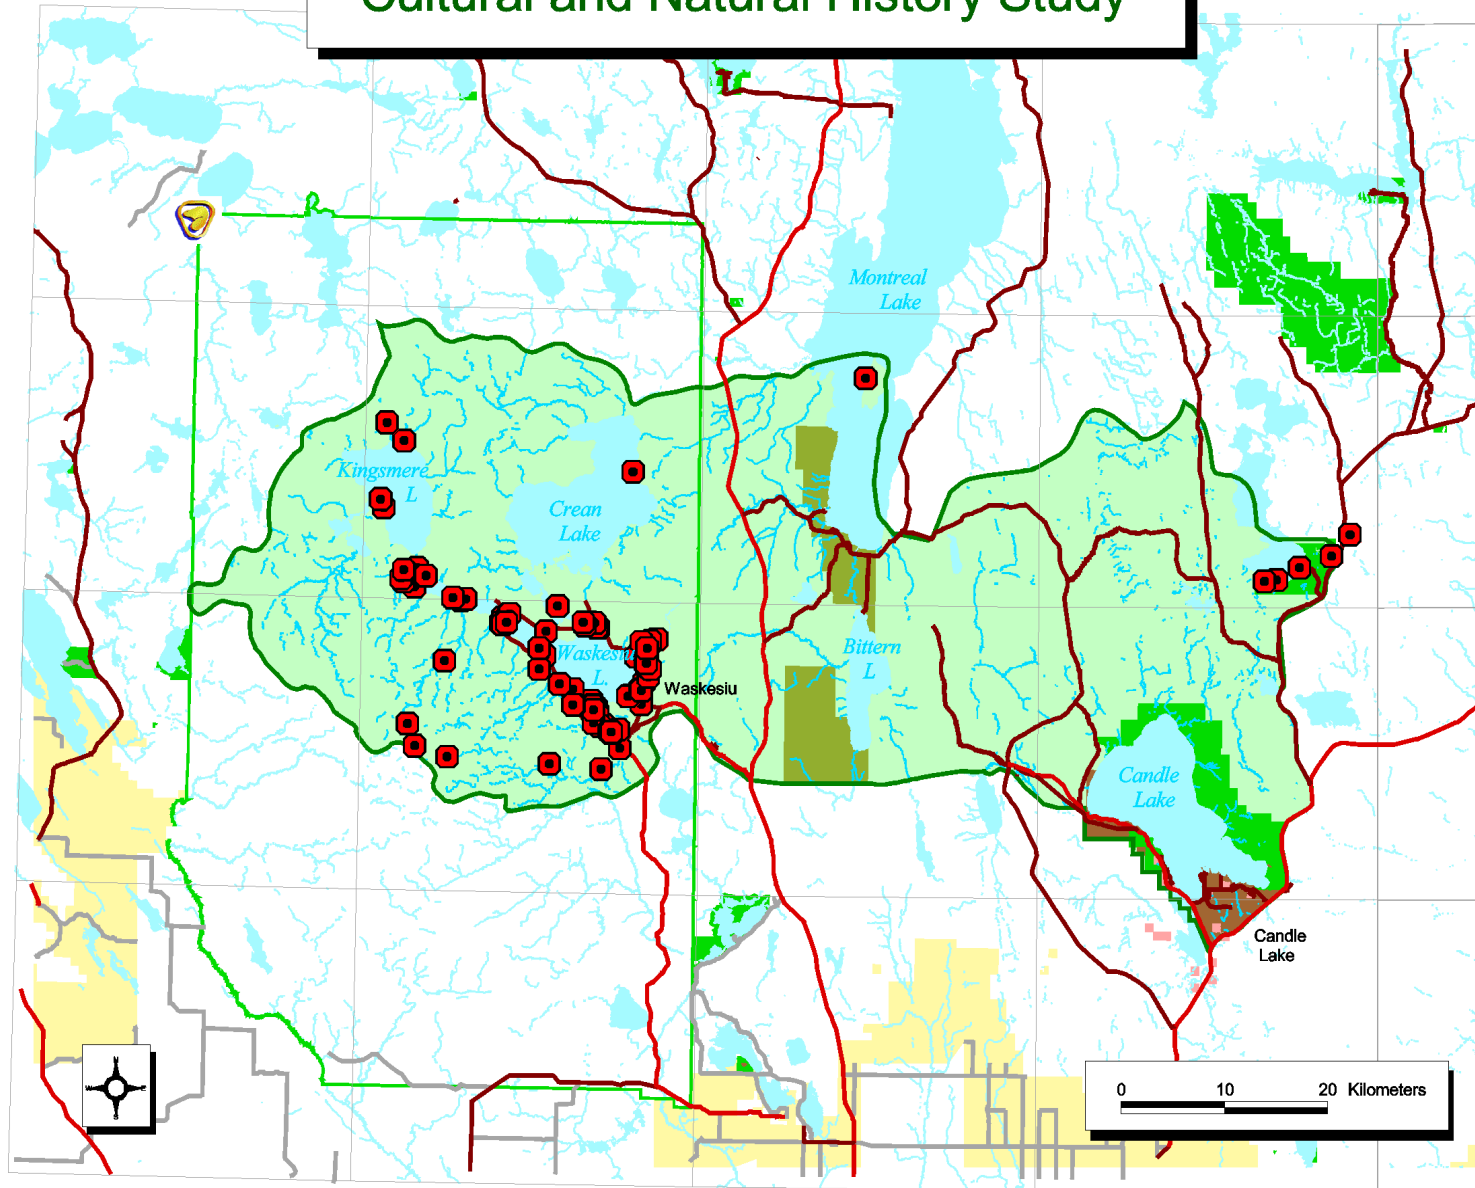 Cultural and Natural History Study
Montreal
Lake
Kingsmere
L
Crean
Lake
Waskesiu
L.
Waskesiu
Bittern
L
Candle
Lake
Candle
Lake
N
W E
S
0 10 20 Kilometers